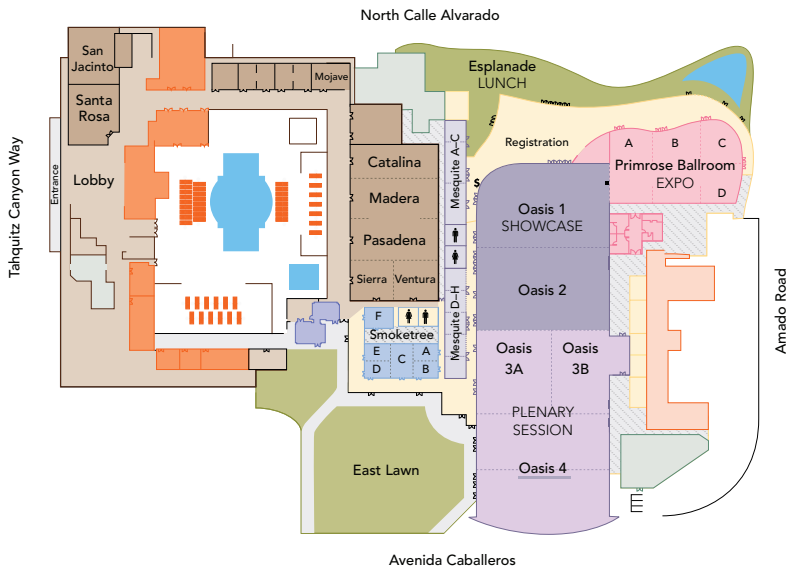 North Calle Alvarado
San
Jacinto
Mojave
Esplanade
LUNCH
Santa
Rosa
Registration
A
B
C
Primrose Ballroom
EXPO
D
Tahquitz Canyon Way
Entrance
Lobby
Catalina
Madera
Pasadena
Sierra
Ventura
Mesquite A–C
$
Oasis 1
SHOWCASE
Oasis 2
Mesquite D–H
F
Smoketree
E
C
A
D
B
Oasis
3A
Oasis
3B
PLENARY
SESSION
Oasis 4
East Lawn
Amado Road
Avenida Caballeros